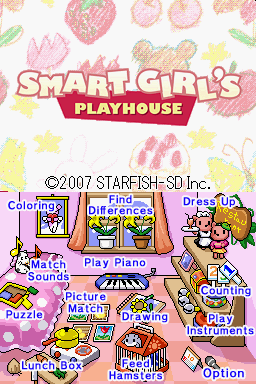 SMART GIRL'S
PLAYHOUSE
©2007 STARFISH-SD Inc.
Coloring
Find
Differences
Dress Up
Match
Sounds
Play Piano
Counting
Puzzle
Picture
Match
Drawing
Play
Instruments
Lunch Box
Feed
Hamsters
Option